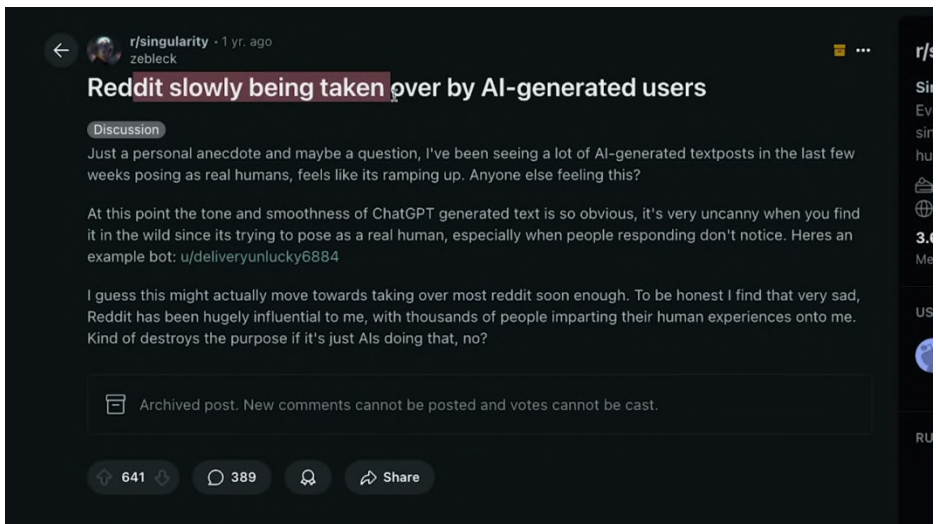 r/singularity · 1 yr. ago
zebleck
Reddit slowly being taken over by AI-generated users
Discussion
Just a personal anecdote and maybe a question, I've been seeing a lot of AI-generated textposts in the last few
weeks posing as real humans, feels like its ramping up. Anyone else feeling this?
At this point the tone and smoothness of ChatGPT generated text is so obvious, it's very uncanny when you find
it in the wild since its trying to pose as a real human, especially when people responding don't notice. Heres an
example bot: u/deliveryunlucky6884
I guess this might actually move towards taking over most reddit soon enough. To be honest I find that very sad,
Reddit has been hugely influential to me, with thousands of people imparting their human experiences onto me.
Kind of destroys the purpose if it's just AIs doing that, no?
Archived post. New comments cannot be posted and votes cannot be cast.
641
389
Share